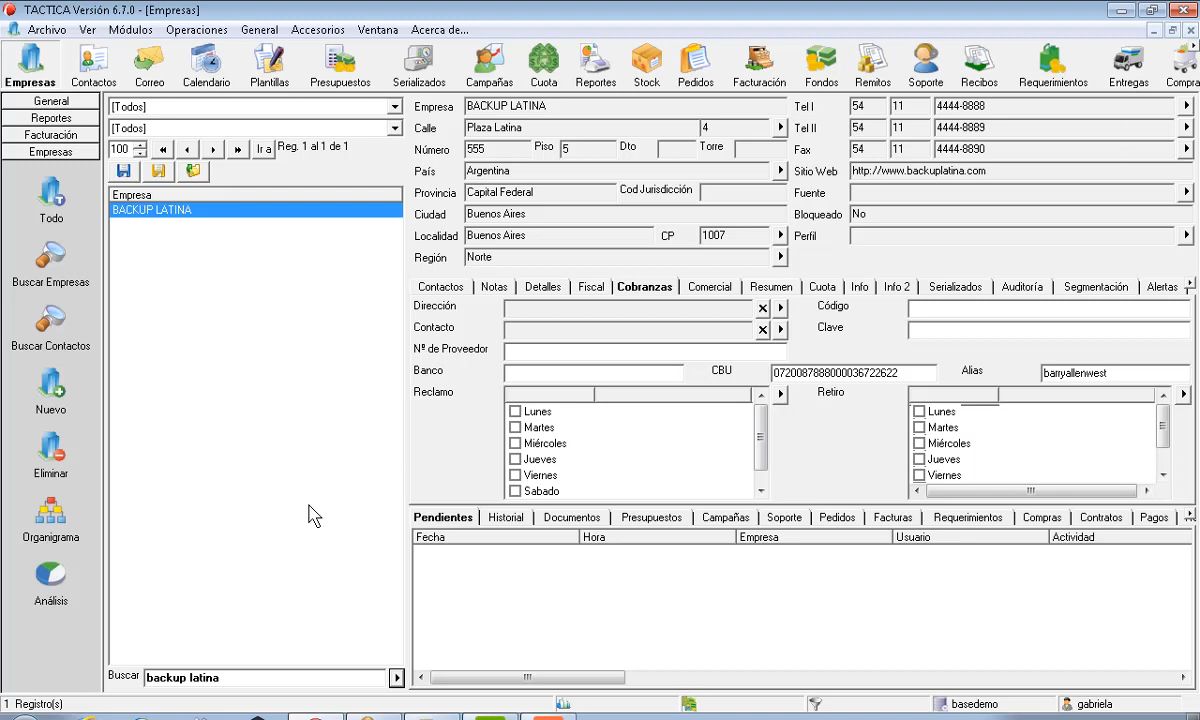 TACTICA Versión 6.7.0 - [Empresas]
Archivo Ver Módulos Operaciones General Accesorios Ventana Acerca de...
Empresas Contactos Correo Calendario Plantillas Presupuestos Serializados Campañas Cuota Reportes Stock Pedidos Facturación Fondos Remitos Soporte Recibos Requerimientos Entregas Compra
General
Reportes
Facturación
Empresas
Todo
Buscar Empresas
Buscar Contactos
Nuevo
Eliminar
Organigrama
Análisis
[Todos]
[Todos]
100 Ir a Reg. 1 al 1 de 1
Empresa
BACKUP LATINA
Buscar backup latina
Empresa BACKUP LATINA Tel I 54 11 4444-8888
Calle Plaza Latina 4 Tel II 54 11 4444-8889
Número 555 Piso 5 Dto Torre Fax 54 11 4444-8890
País Argentina Sitio Web http://www.backuplatina.com
Provincia Capital Federal Cod Jurisdicción Fuente
Ciudad Buenos Aires Bloqueado No
Localidad Buenos Aires CP 1007 Perfil
Región Norte
Contactos Notas Detalles Fiscal Cobranzas Comercial Resumen Cuota Info Info 2 Serializados Auditoría Segmentación Alertas
Dirección Código
Contacto Clave
Nº de Proveedor
Banco CBU 0720087888000036722622 Alias barryallenwest
Reclamo Retiro
Lunes Lunes
Martes Martes
Miércoles Miércoles
Jueves Jueves
Viernes Viernes
Sabado
Pendientes Historial Documentos Presupuestos Campañas Soporte Pedidos Facturas Requerimientos Compras Contratos Pagos
Fecha Hora Empresa Usuario Actividad
1 Registro(s) basedemo gabriela